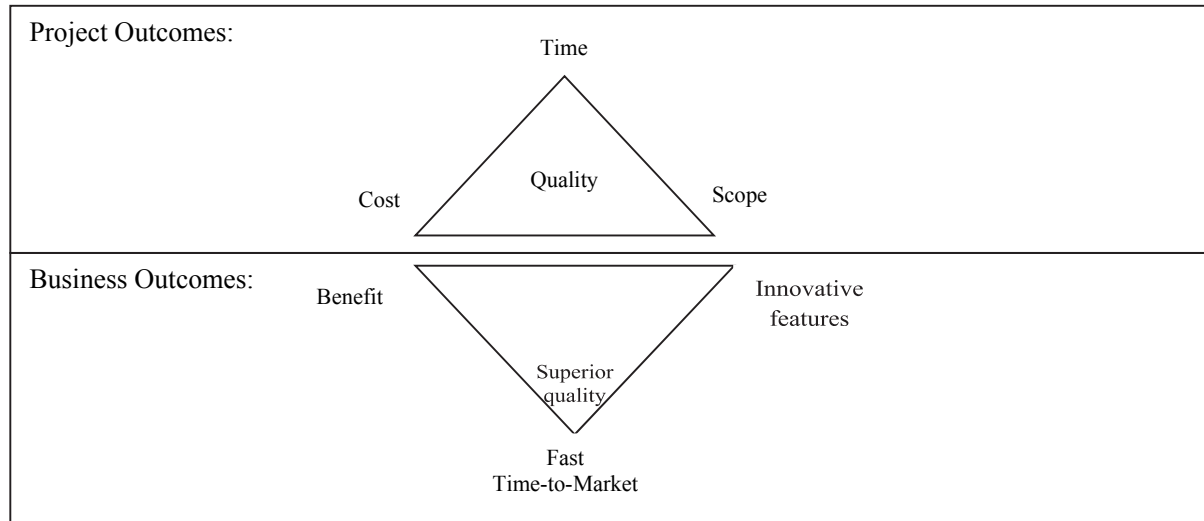 Project Outcomes:
Time
Quality
Cost
Scope
Business Outcomes:
Benefit
Innovative
features
Superior
quality
Fast
Time-to-Market